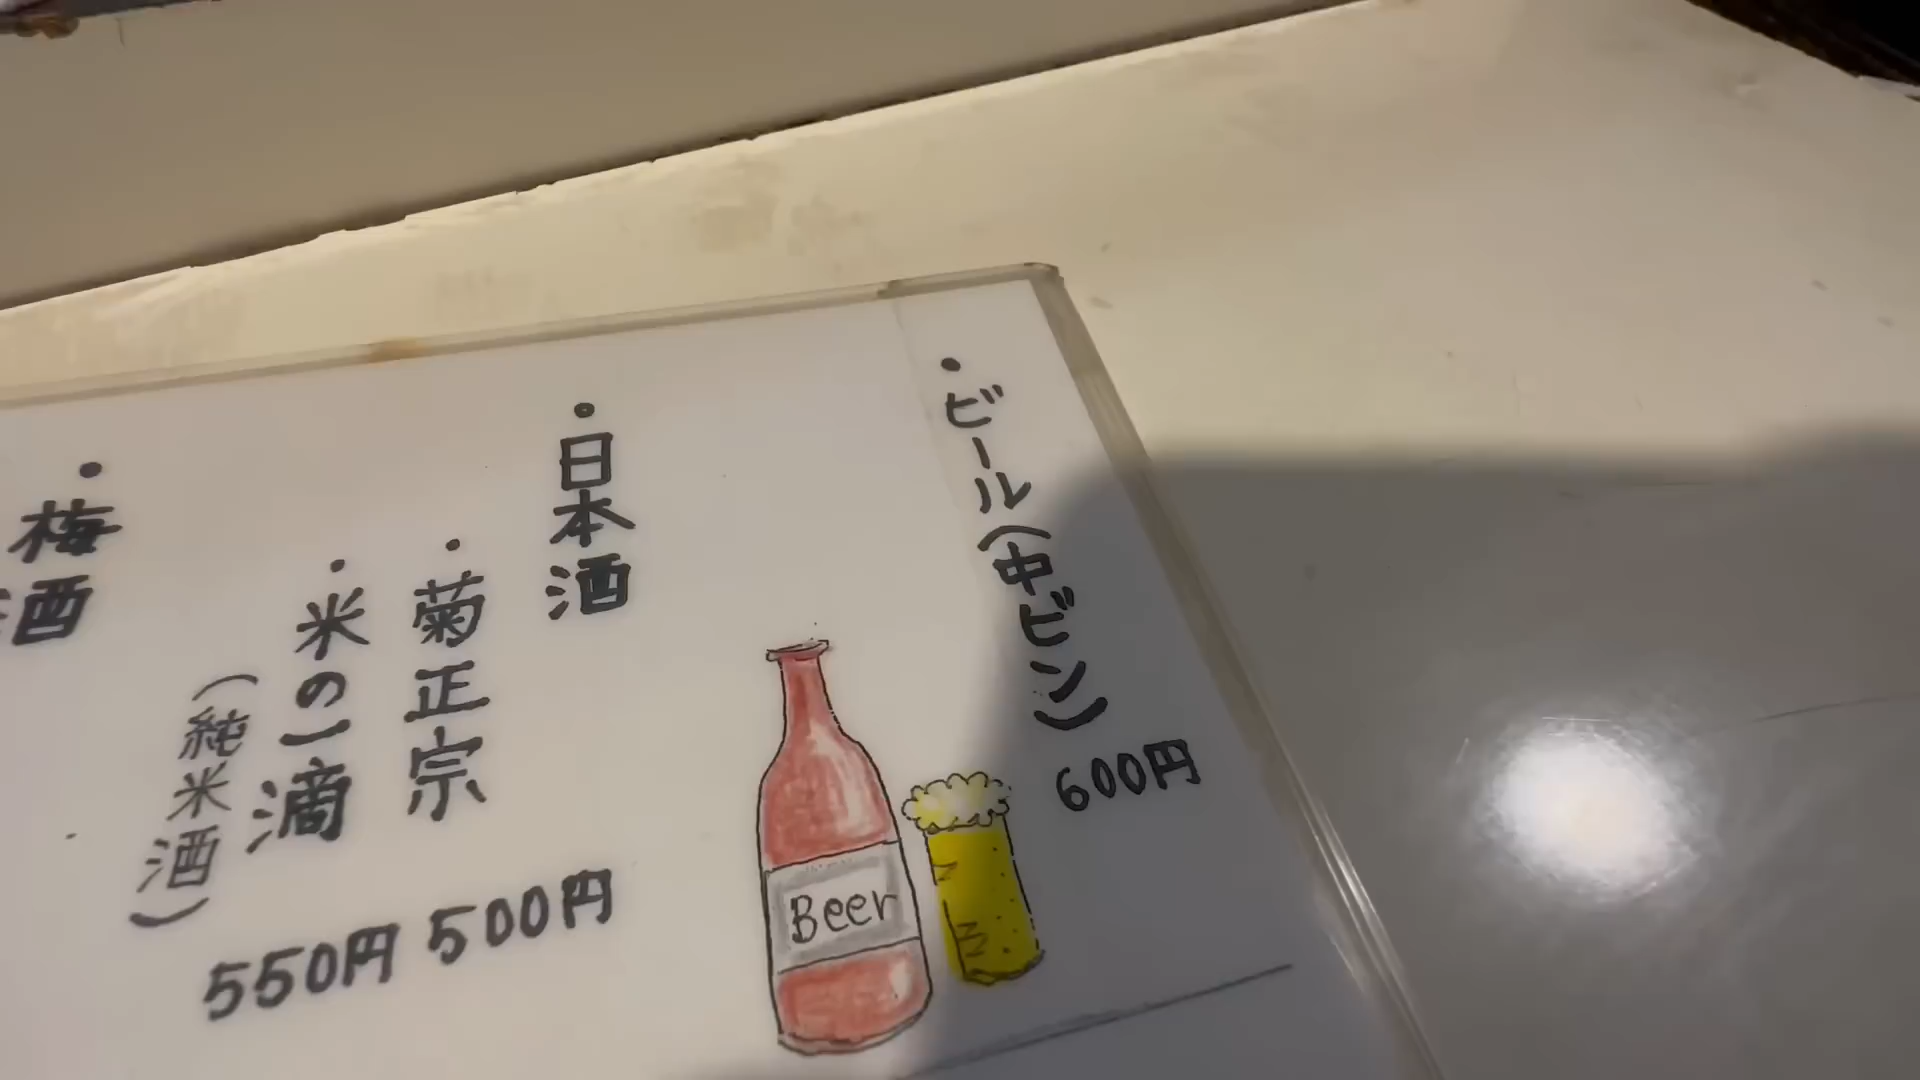 ・ビール(中ビン)
600円
Beer
・日本酒
・菊正宗
500円
・米の一滴
(純米酒)
550円
・梅酒